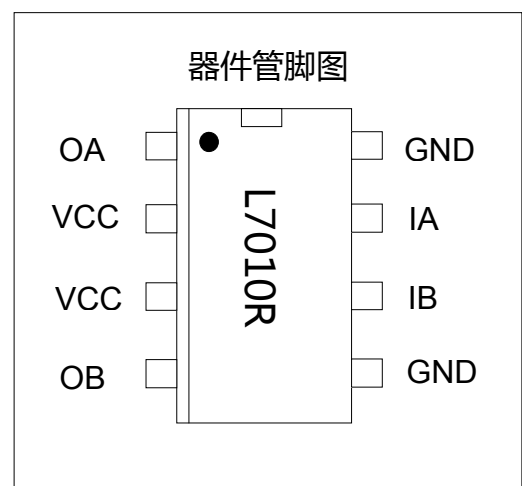 器件管脚图
OA
GND
VCC
IA
L7010R
VCC
IB
OB
GND